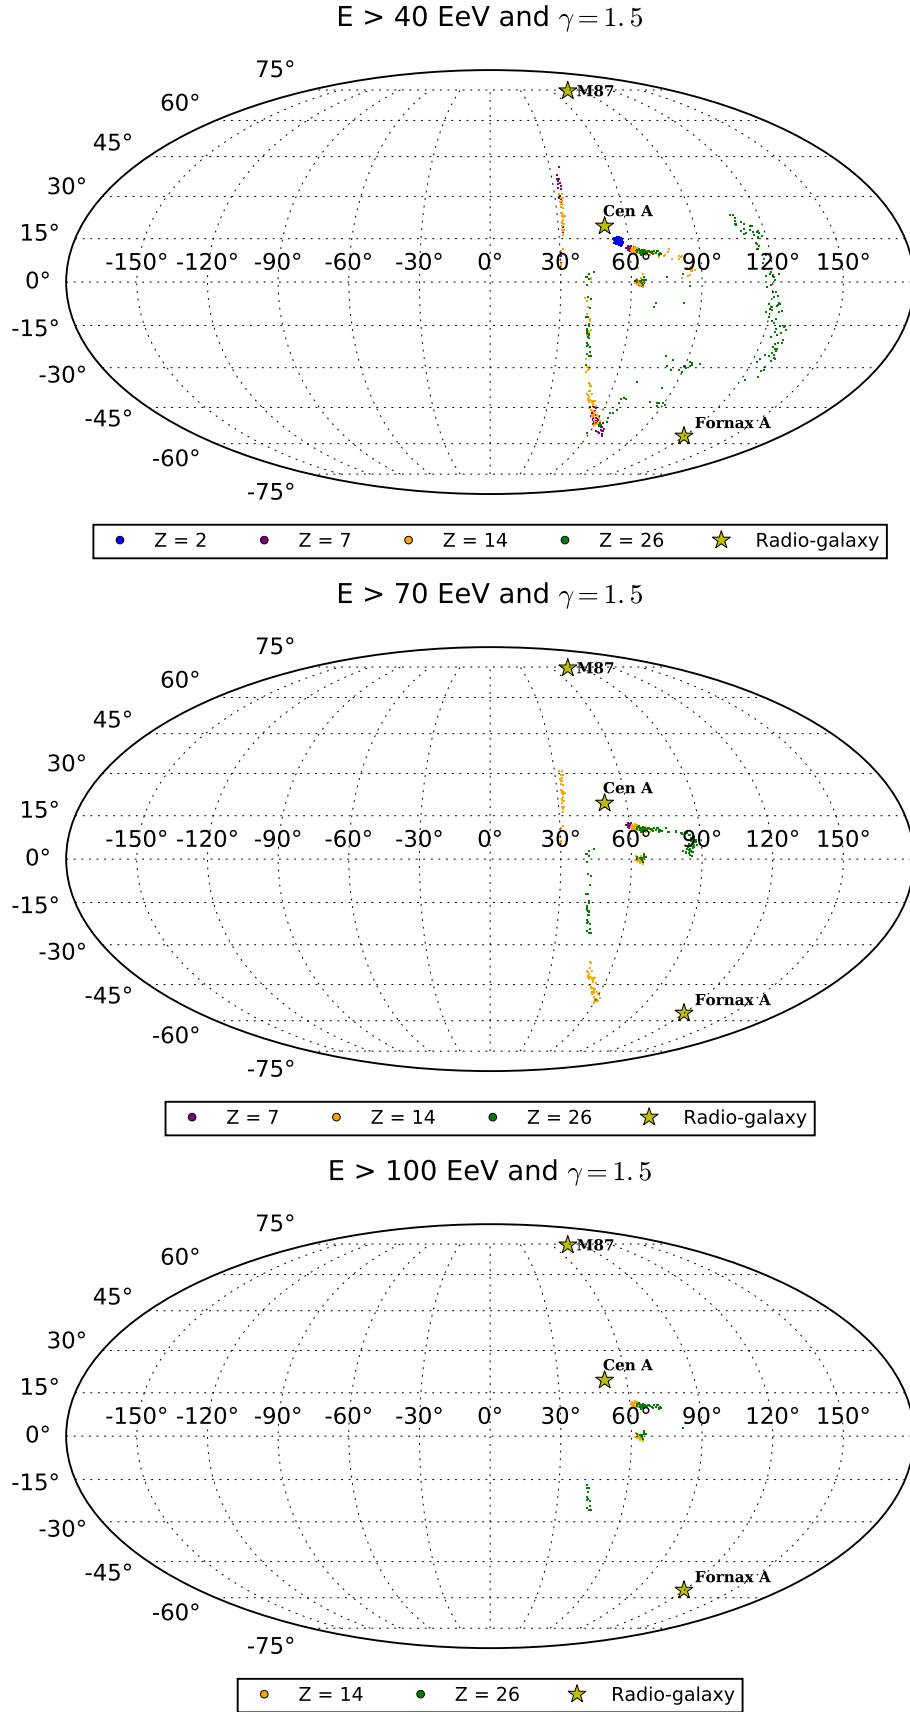 E > 40 EeV and γ = 1.5
75°
M87
60°
45°
30°
Cen A
15°
-150° -120° -90° -60° -30° 0° 30° 60° 90° 120° 150°
0°
-15°
-30°
-45°
Fornax A
-60°
-75°
Z = 2 Z = 7 Z = 14 Z = 26 Radio-galaxy
E > 70 EeV and γ = 1.5
75°
M87
60°
45°
30°
Cen A
15°
-150° -120° -90° -60° -30° 0° 30° 60° 90° 120° 150°
0°
-15°
-30°
-45°
Fornax A
-60°
-75°
Z = 7 Z = 14 Z = 26 Radio-galaxy
E > 100 EeV and γ = 1.5
75°
M87
60°
45°
30°
Cen A
15°
-150° -120° -90° -60° -30° 0° 30° 60° 90° 120° 150°
0°
-15°
-30°
-45°
Fornax A
-60°
-75°
Z = 14 Z = 26 Radio-galaxy